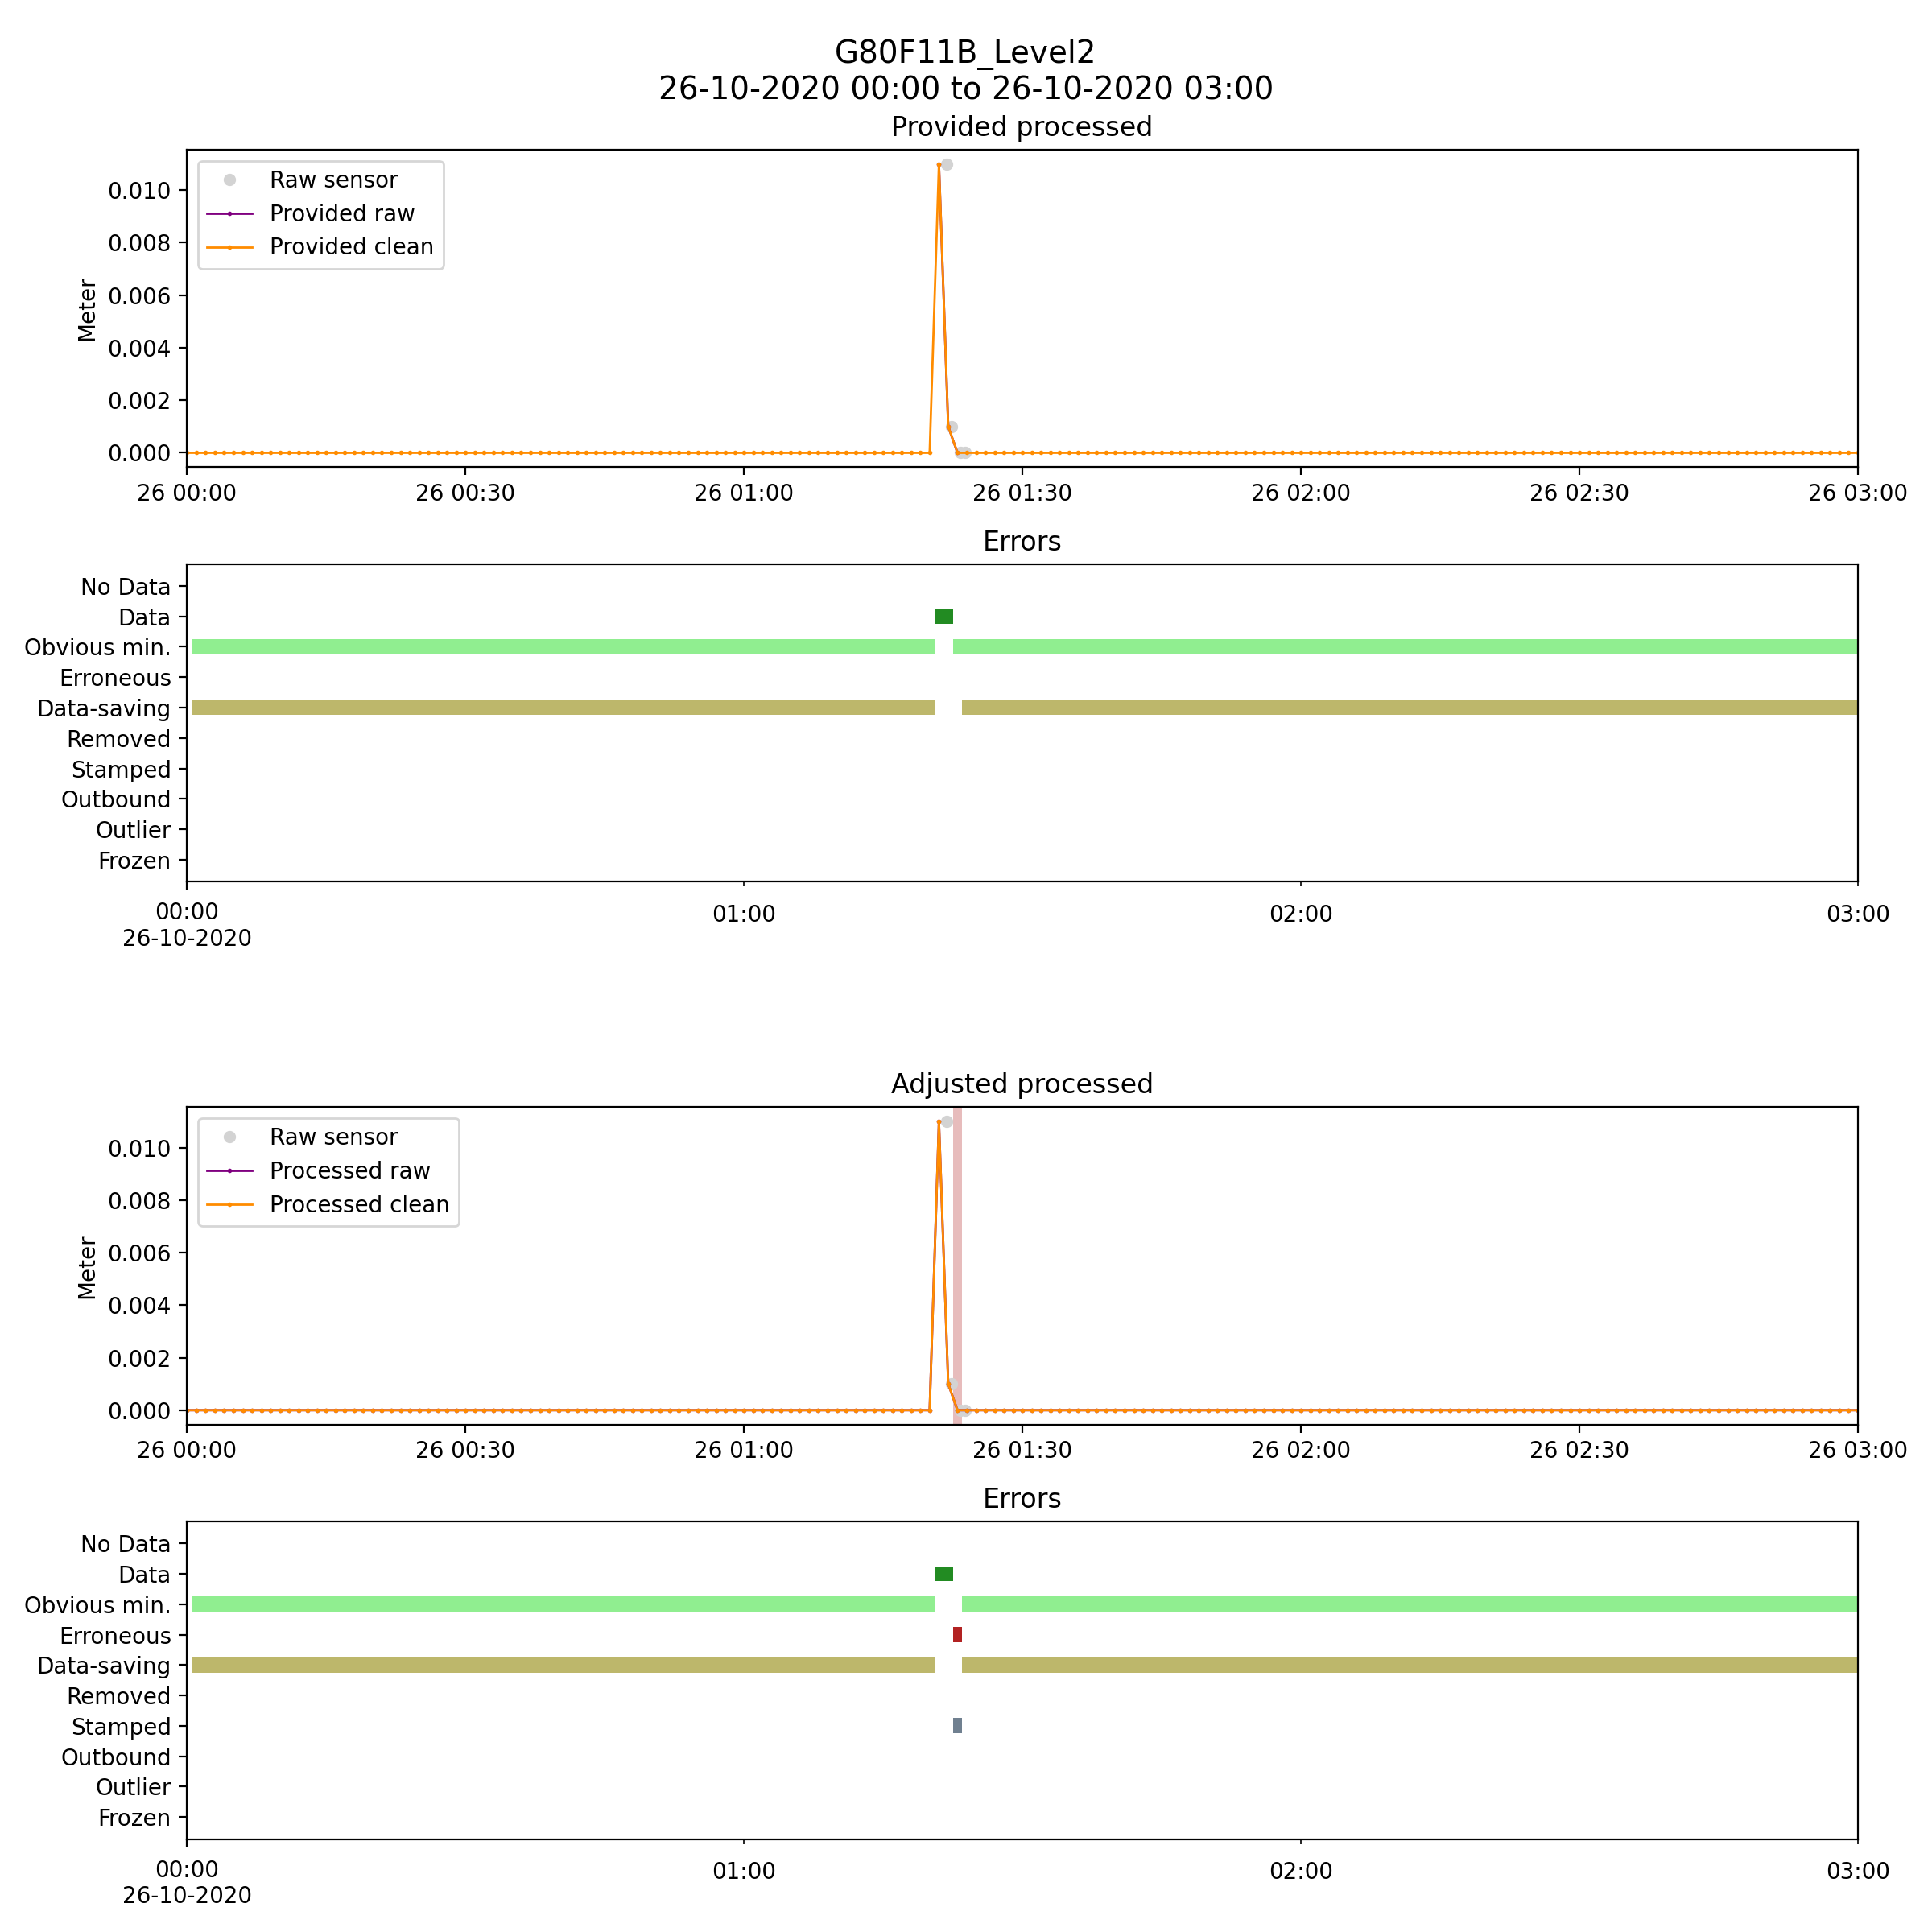 G80F11B_Level2
26-10-2020 00:00 to 26-10-2020 03:00
Provided processed
Raw sensor
Provided raw
Provided clean
Meter
0.010
0.008
0.006
0.004
0.002
0.000
26 00:00 26 00:30 26 01:00 26 01:30 26 02:00 26 02:30 26 03:00
Errors
No Data
Data
Obvious min.
Erroneous
Data-saving
Removed
Stamped
Outbound
Outlier
Frozen
00:00 01:00 02:00 03:00
26-10-2020
Adjusted processed
Raw sensor
Processed raw
Processed clean
Meter
0.010
0.008
0.006
0.004
0.002
0.000
26 00:00 26 00:30 26 01:00 26 01:30 26 02:00 26 02:30 26 03:00
Errors
No Data
Data
Obvious min.
Erroneous
Data-saving
Removed
Stamped
Outbound
Outlier
Frozen
00:00 01:00 02:00 03:00
26-10-2020